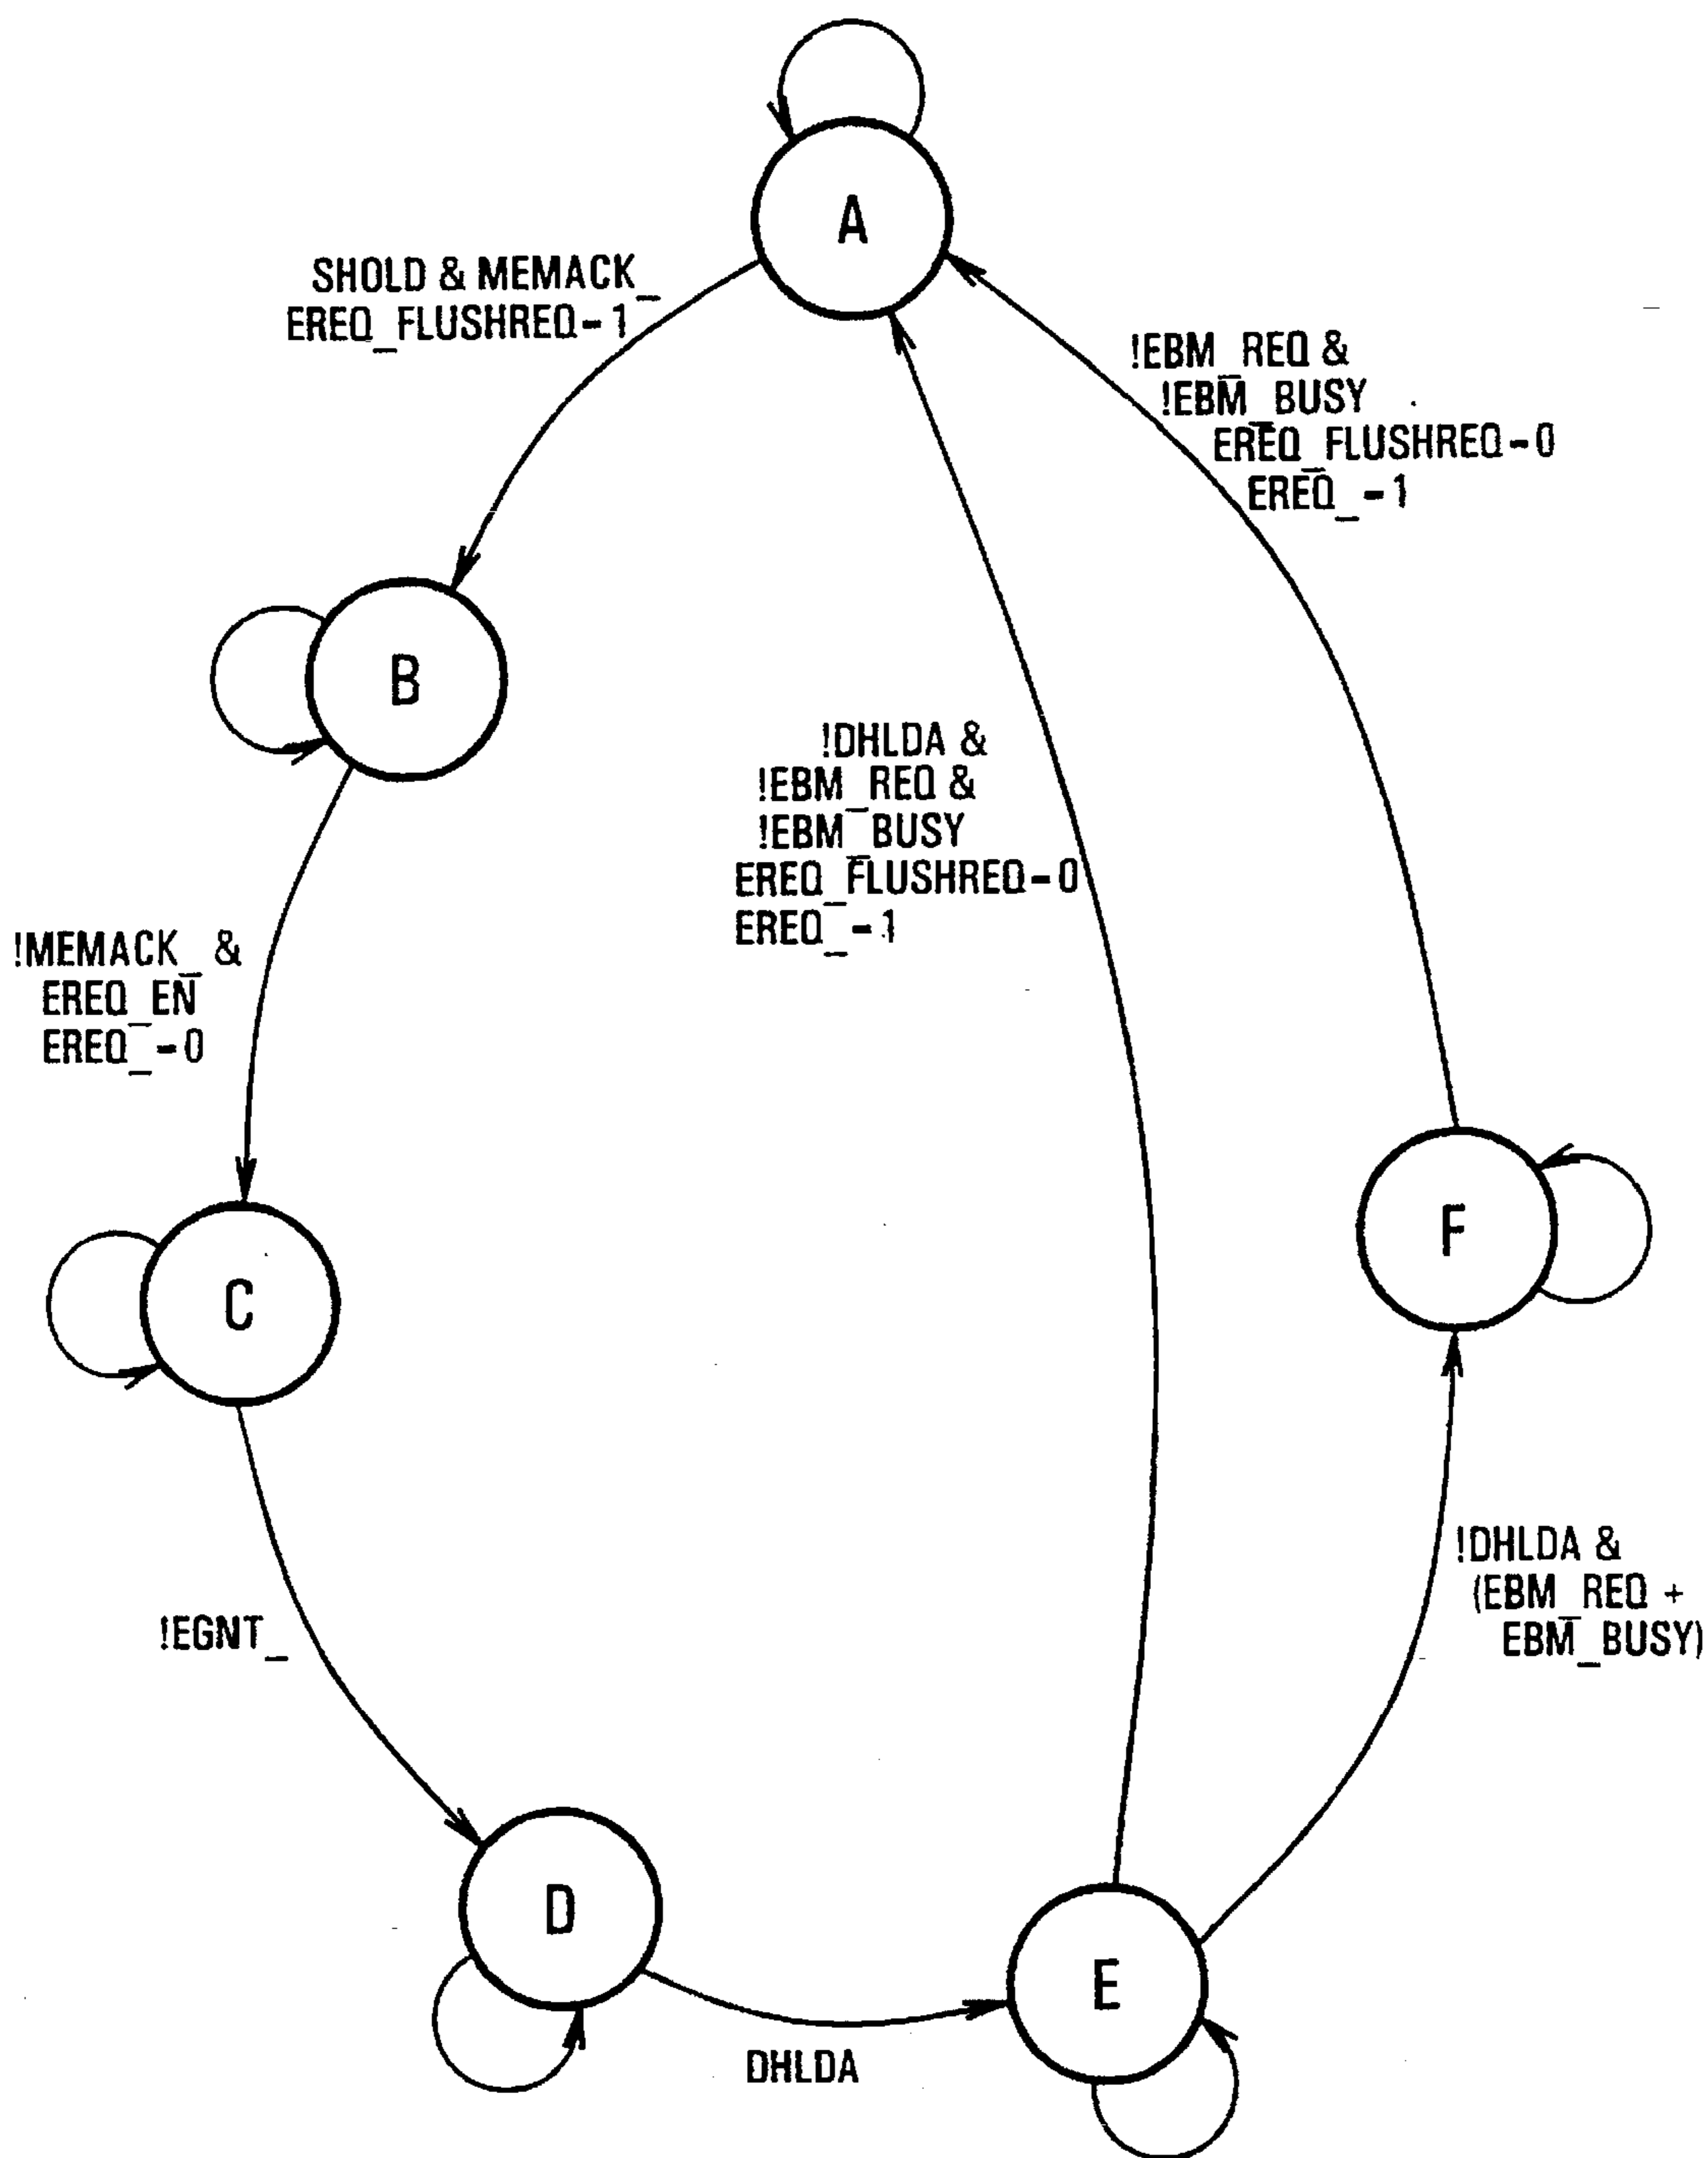 A
SHOLD & MEMACK_
EREQ_FLUSHREQ=1
!EBM_REQ &
!EBM_BUSY
EREQ_FLUSHREQ=0
EREQ_=1
B
!DHLDA &
!EBM_REQ &
!EBM_BUSY
EREQ_FLUSHREQ=0
EREQ_=1
!MEMACK_ &
EREQ_EN
EREQ_=0
F
C
!DHLDA &
(EBM_REQ +
EBM_BUSY)
!EGNT_
D
E
DHLDA